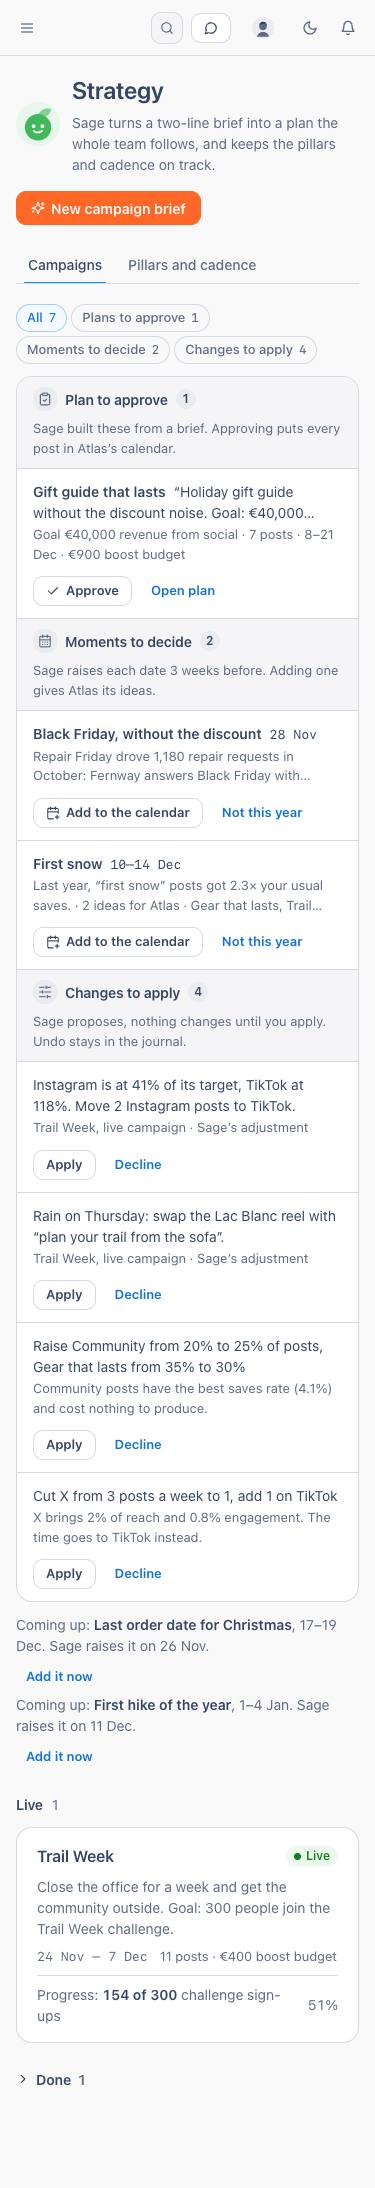 Strategy
Sage turns a two-line brief into a plan the
whole team follows, and keeps the pillars
and cadence on track.
New campaign brief
Campaigns Pillars and cadence
All 7 Plans to approve 1
Moments to decide 2 Changes to apply 4
Plan to approve 1
Sage built these from a brief. Approving puts every
post in Atlas's calendar.
Gift guide that lasts “Holiday gift guide
without the discount noise. Goal: €40,000…
Goal €40,000 revenue from social · 7 posts · 8–21
Dec · €900 boost budget
Approve Open plan
Moments to decide 2
Sage raises each date 3 weeks before. Adding one
gives Atlas its ideas.
Black Friday, without the discount 28 Nov
Repair Friday drove 1,180 repair requests in
October: Fernway answers Black Friday with…
Add to the calendar Not this year
First snow 10–14 Dec
Last year, “first snow” posts got 2.3× your usual
saves. · 2 ideas for Atlas · Gear that lasts, Trail…
Add to the calendar Not this year
Changes to apply 4
Sage proposes, nothing changes until you apply.
Undo stays in the journal.
Instagram is at 41% of its target, TikTok at
118%. Move 2 Instagram posts to TikTok.
Trail Week, live campaign · Sage's adjustment
Apply Decline
Rain on Thursday: swap the Lac Blanc reel with
“plan your trail from the sofa”.
Trail Week, live campaign · Sage's adjustment
Apply Decline
Raise Community from 20% to 25% of posts,
Gear that lasts from 35% to 30%
Community posts have the best saves rate (4.1%)
and cost nothing to produce.
Apply Decline
Cut X from 3 posts a week to 1, add 1 on TikTok
X brings 2% of reach and 0.8% engagement. The
time goes to TikTok instead.
Apply Decline
Coming up: Last order date for Christmas, 17–19
Dec. Sage raises it on 26 Nov.
Add it now
Coming up: First hike of the year, 1–4 Jan. Sage
raises it on 11 Dec.
Add it now
Live 1
Trail Week Live
Close the office for a week and get the
community outside. Goal: 300 people join the
Trail Week challenge.
24 Nov – 7 Dec 11 posts · €400 boost budget
Progress: 154 of 300 challenge sign-
ups 51%
Done 1